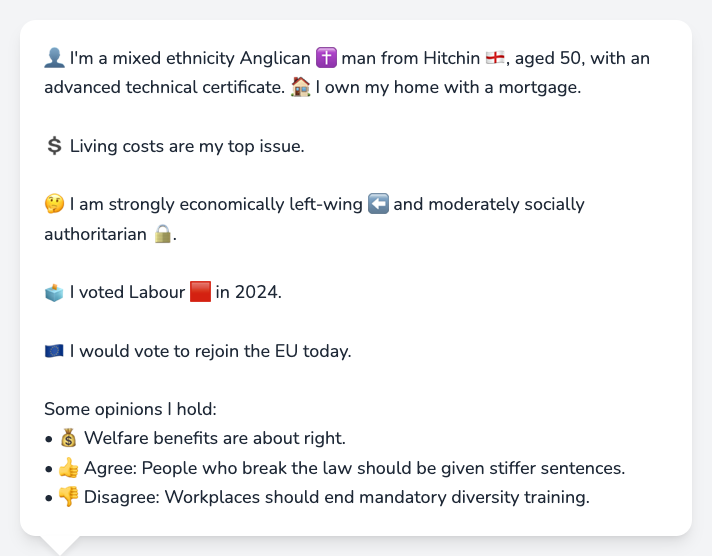 👤 I'm a mixed ethnicity Anglican ✝️ man from Hitchin 🏴󠁧󠁢󠁥󠁮󠁧󠁿, aged 50, with an
advanced technical certificate. 🏠 I own my home with a mortgage.
💲 Living costs are my top issue.
🤔 I am strongly economically left-wing ⬅️ and moderately socially
authoritarian 🔒.
🗳️ I voted Labour 🟥 in 2024.
🇪🇺 I would vote to rejoin the EU today.
Some opinions I hold:
• 💰 Welfare benefits are about right.
• 👍 Agree: People who break the law should be given stiffer sentences.
• 👎 Disagree: Workplaces should end mandatory diversity training.